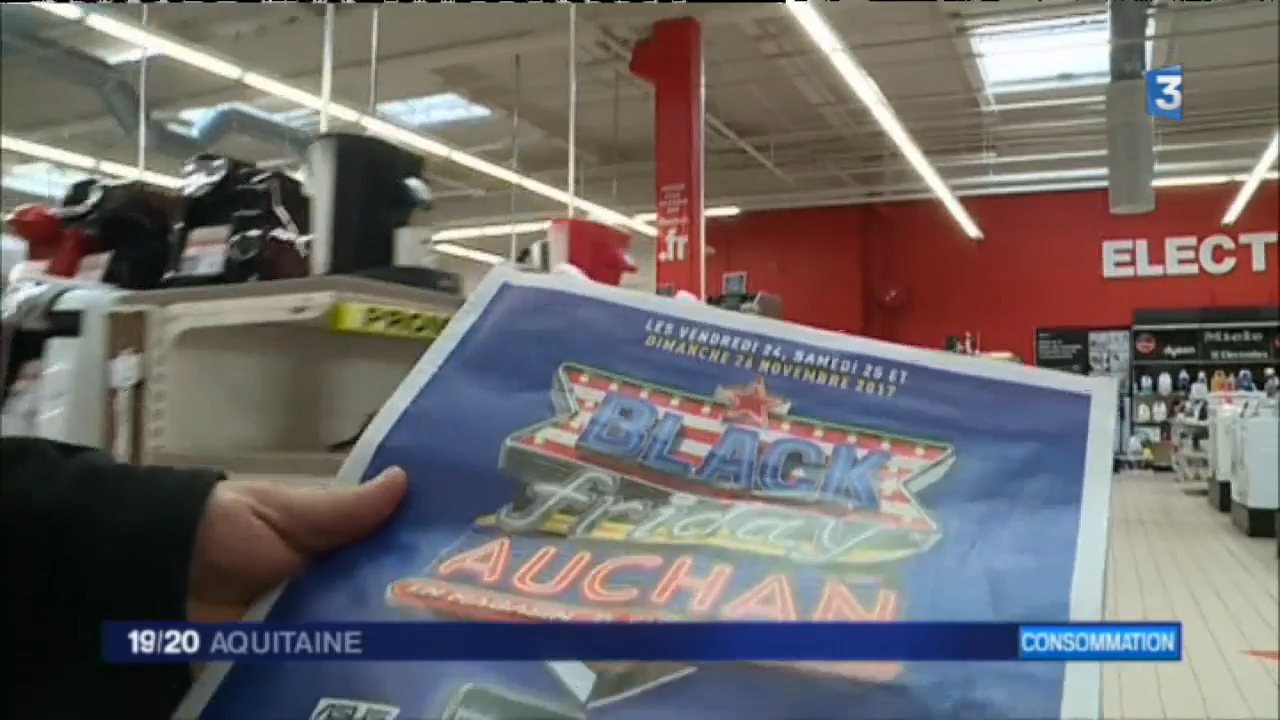 3
.fr
ELECT
PROM
LES VENDREDI 24, SAMEDI 25 ET
DIMANCHE 26 NOVEMBRE 2017
BLACK
friday
AUCHAN
Miele
19/20 AQUITAINE
CONSOMMATION